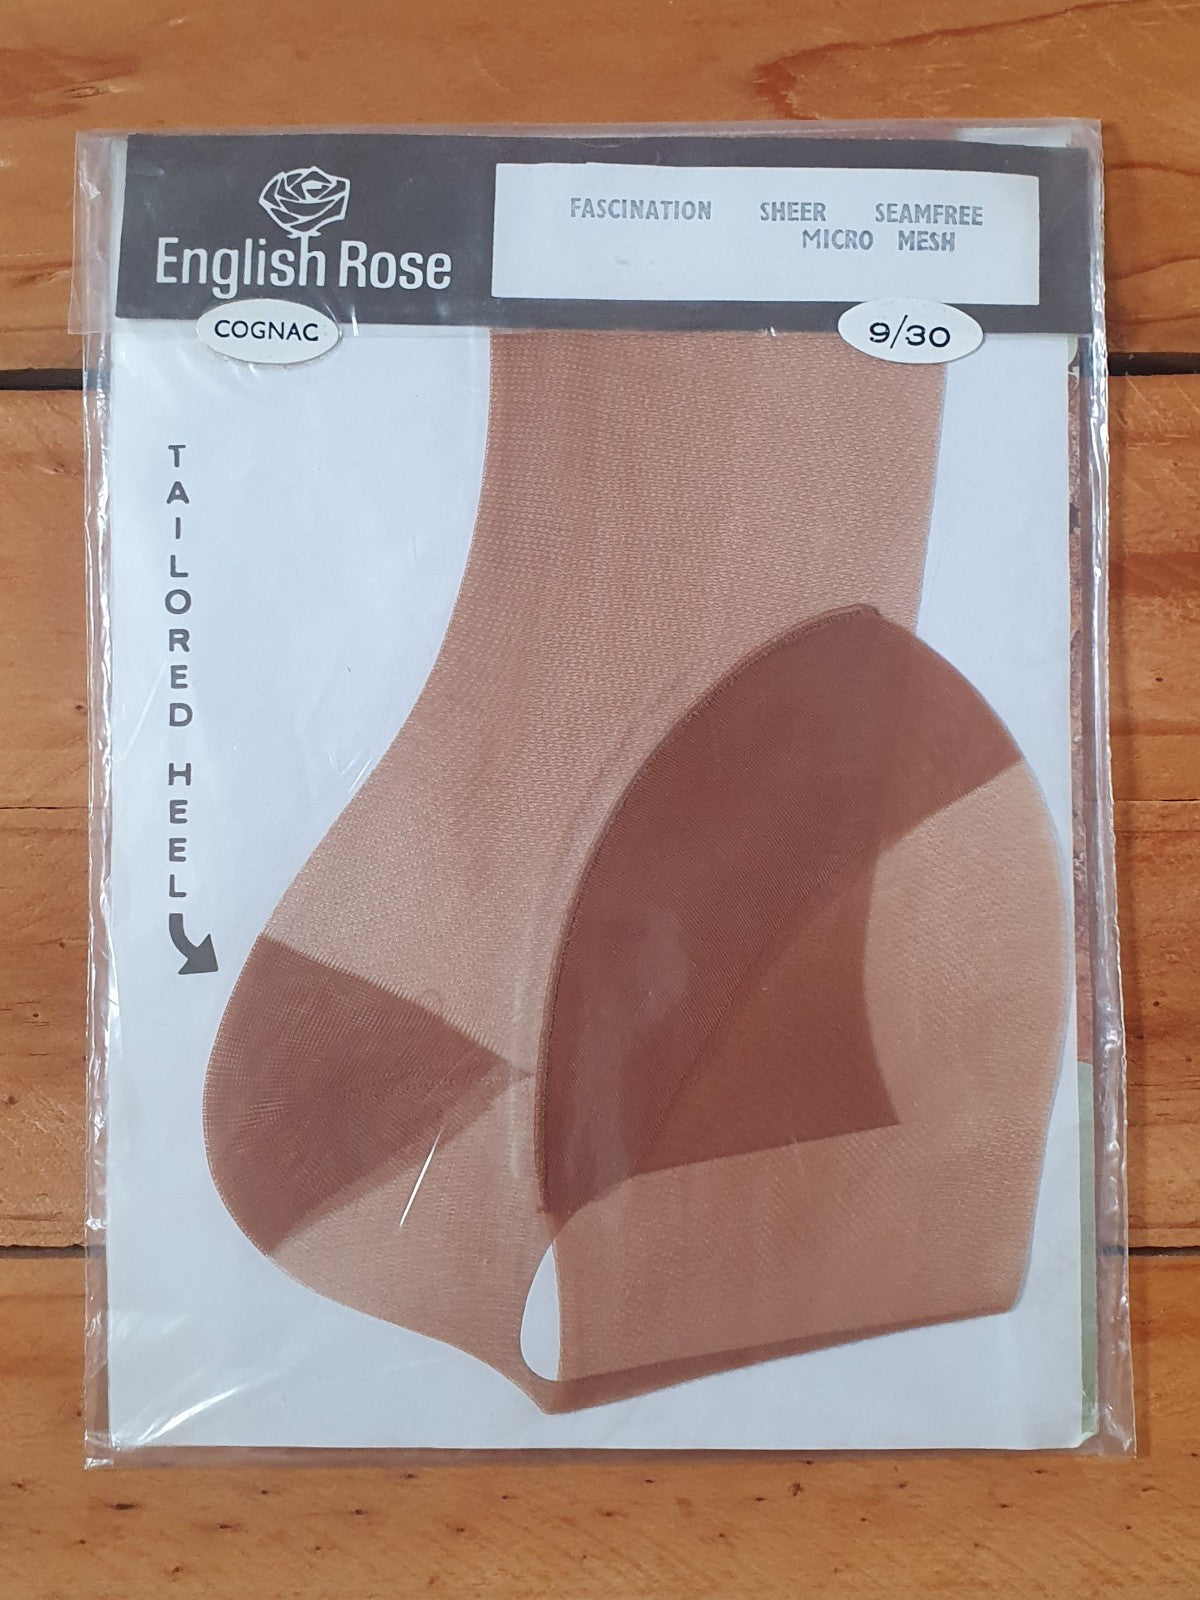 English Rose
FASCINATION SHEER SEAMFREE
MICRO MESH
COGNAC
9/30
TAILORED HEEL